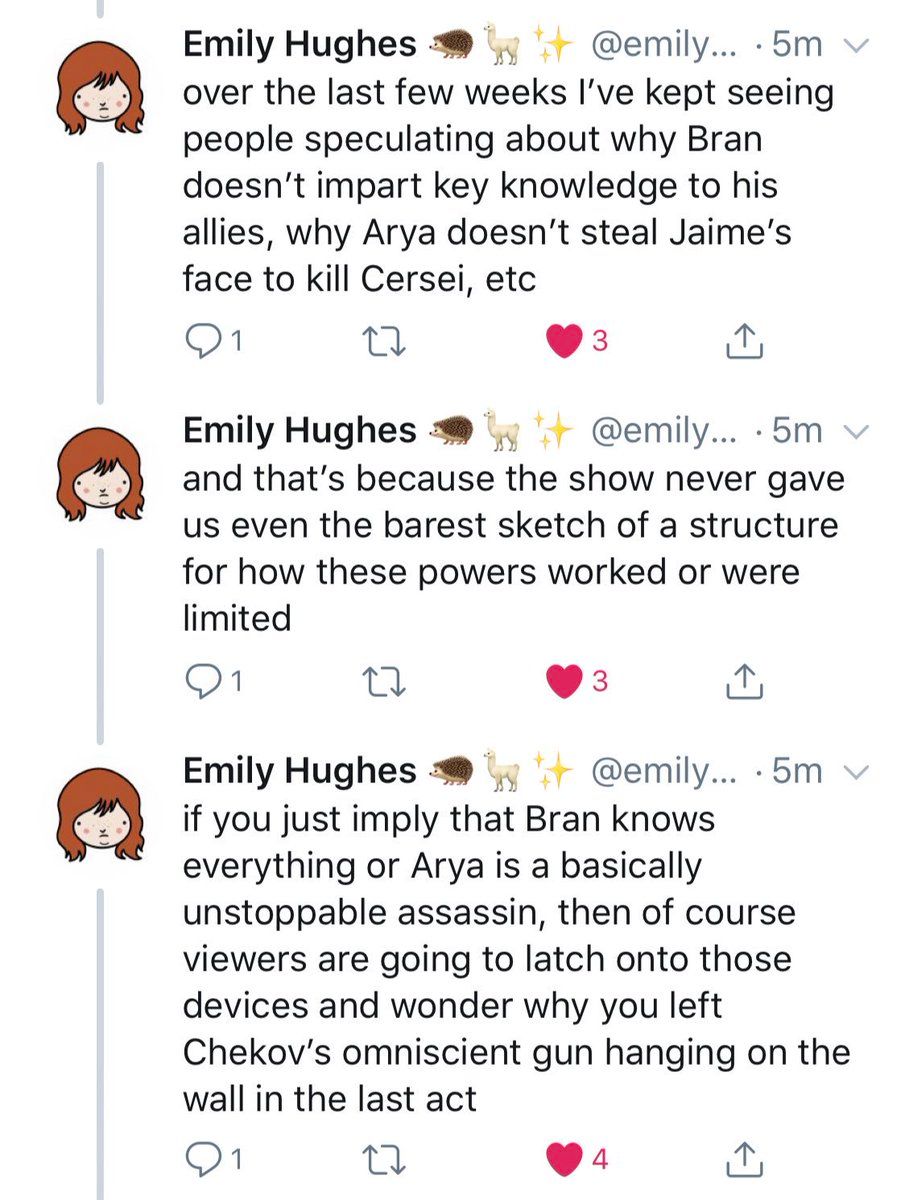 Emily Hughes 🦔🦙✨ @emily... · 5m
over the last few weeks I’ve kept seeing
people speculating about why Bran
doesn’t impart key knowledge to his
allies, why Arya doesn’t steal Jaime’s
face to kill Cersei, etc
1 3
Emily Hughes 🦔🦙✨ @emily... · 5m
and that’s because the show never gave
us even the barest sketch of a structure
for how these powers worked or were
limited
1 3
Emily Hughes 🦔🦙✨ @emily... · 5m
if you just imply that Bran knows
everything or Arya is a basically
unstoppable assassin, then of course
viewers are going to latch onto those
devices and wonder why you left
Chekov’s omniscient gun hanging on the
wall in the last act
1 4